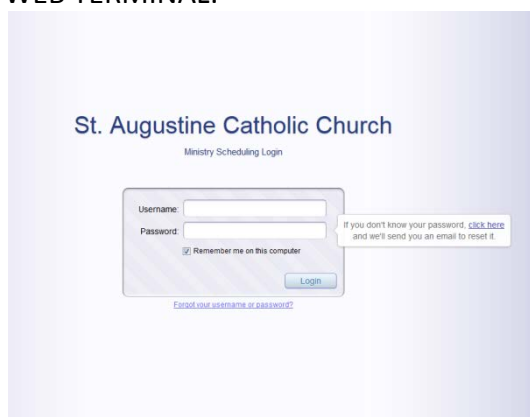 WEB TERMINAL.
St. Augustine Catholic Church
Ministry Scheduling Login
Username:
Password:
If you don't know your password, click here
and we'll send you an email to reset it.
Remember me on this computer
Login
Forgot your username or password?